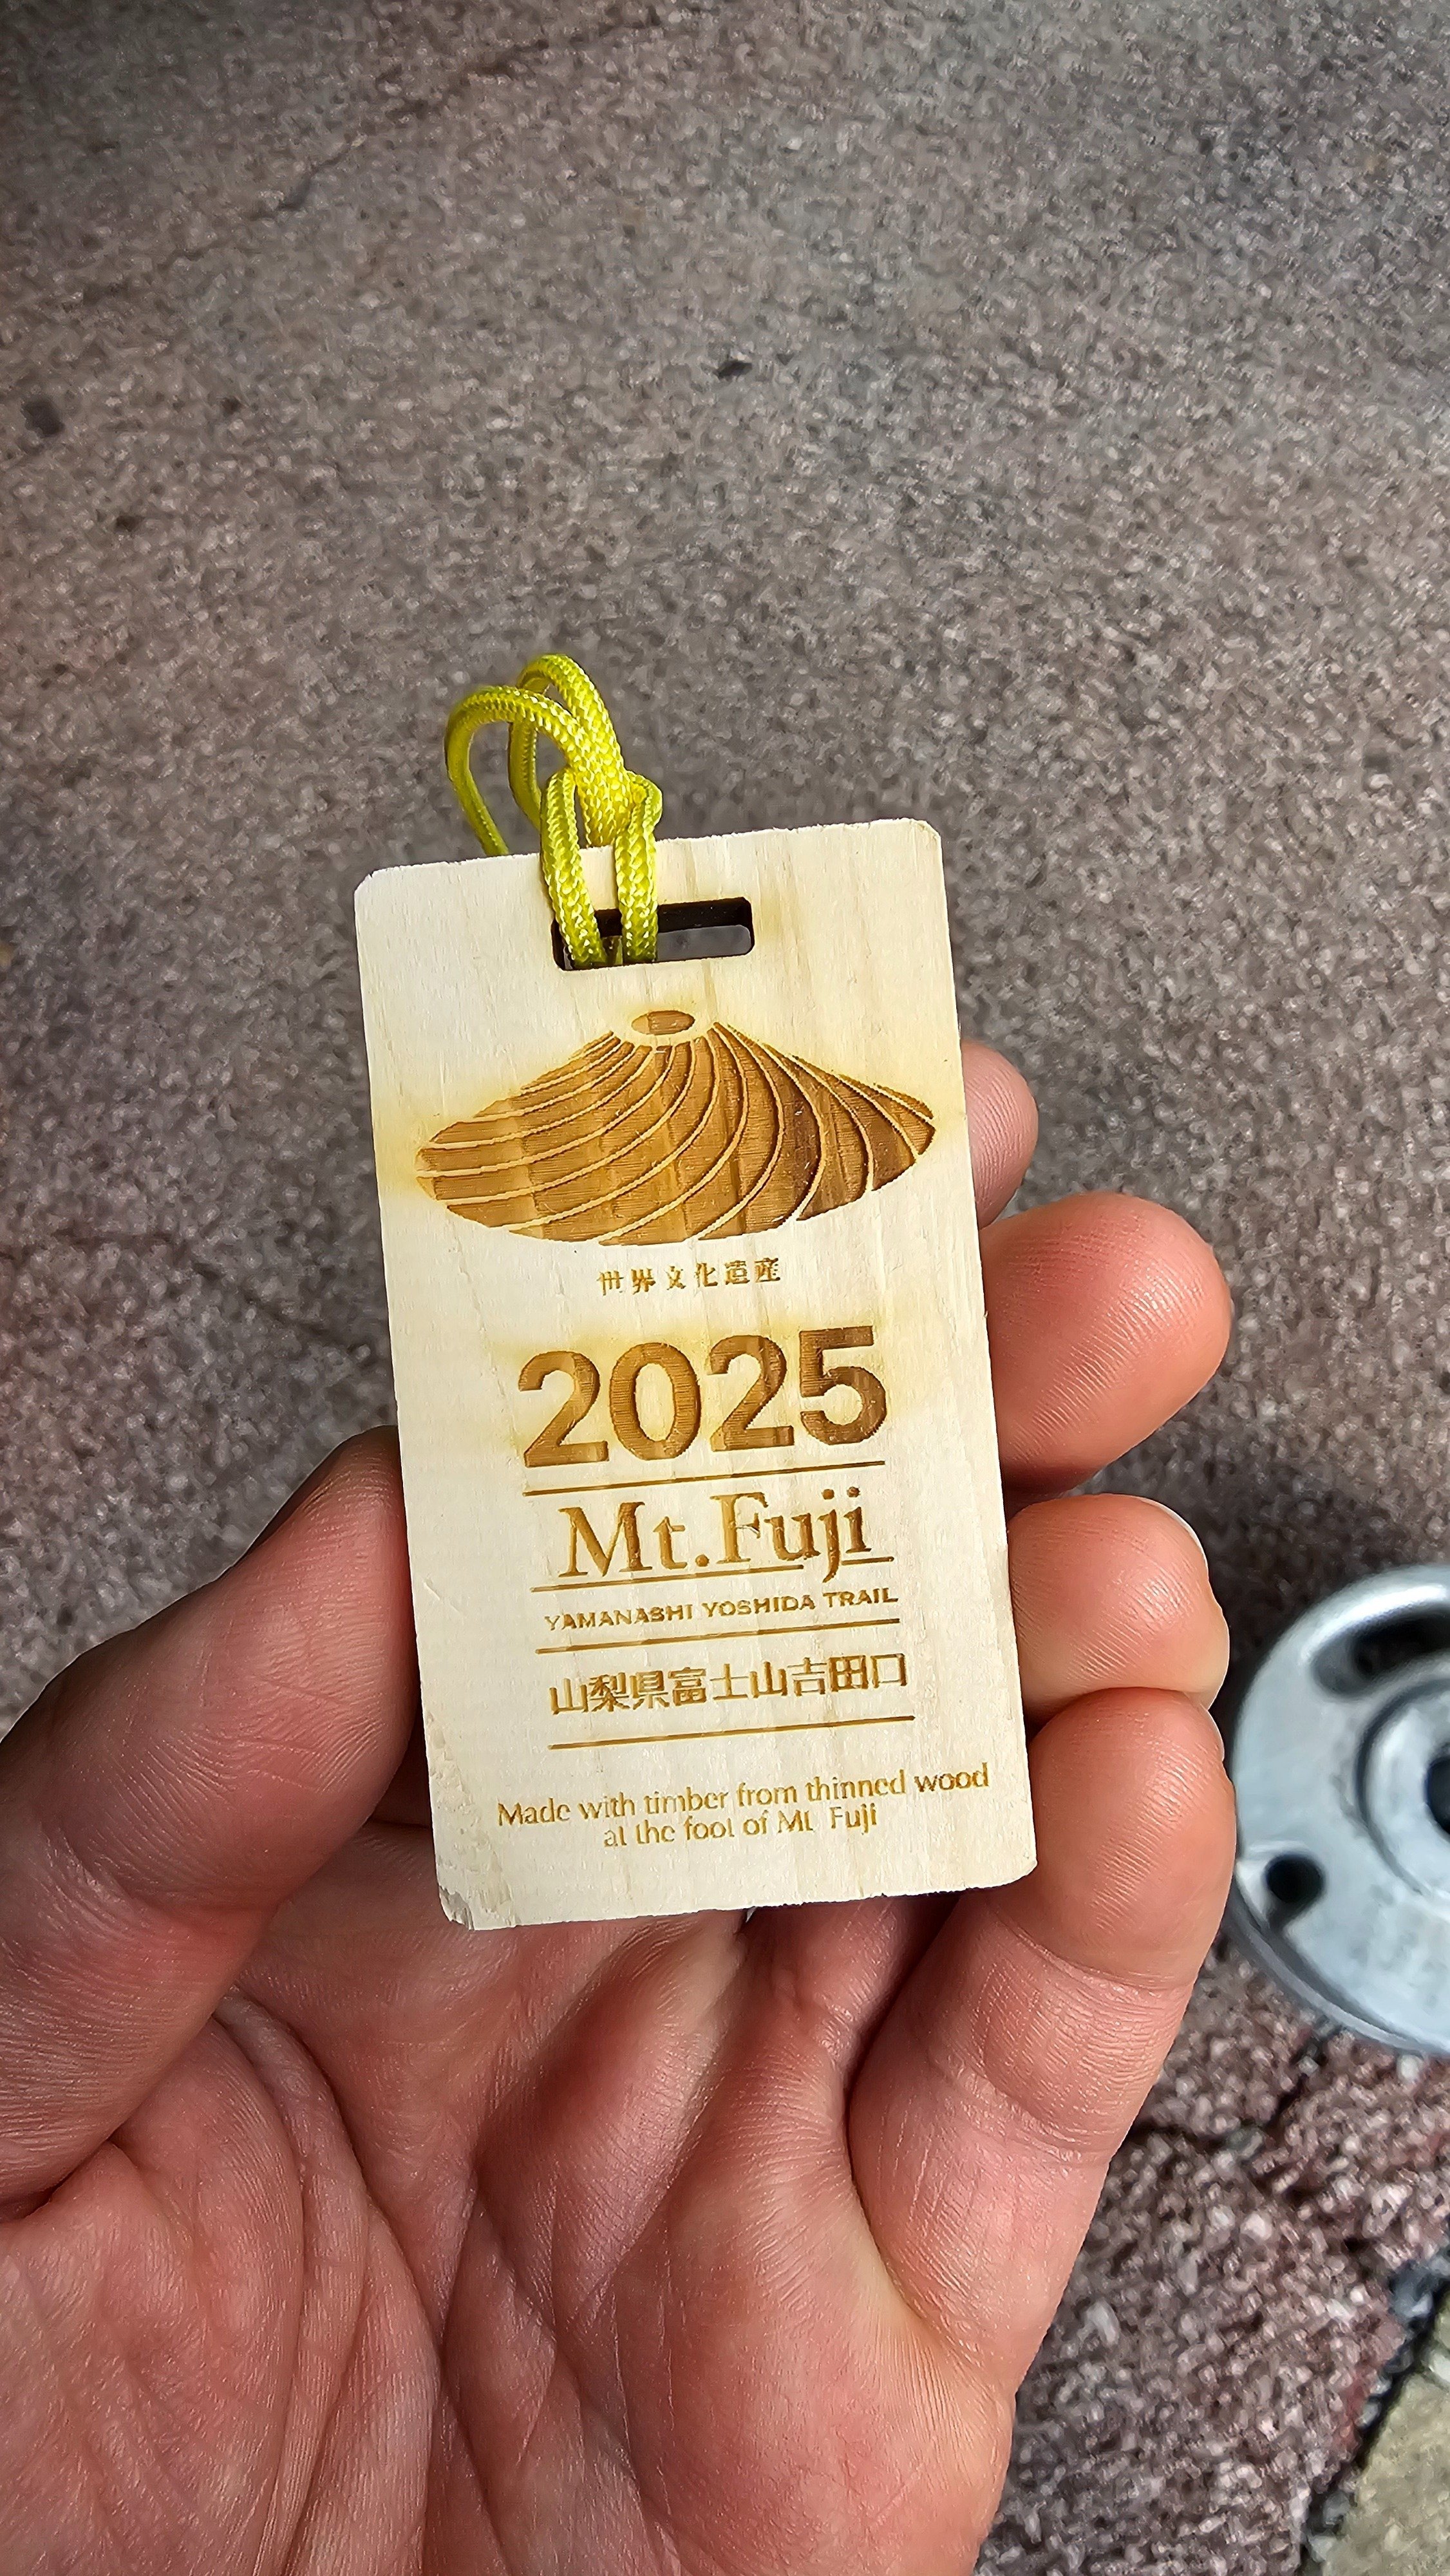 世界文化遺産
2025
Mt.Fuji
YAMANASHI YOSHIDA TRAIL
山梨県富士山吉田口
Made with timber from thinned wood
at the foot of Mt Fuji